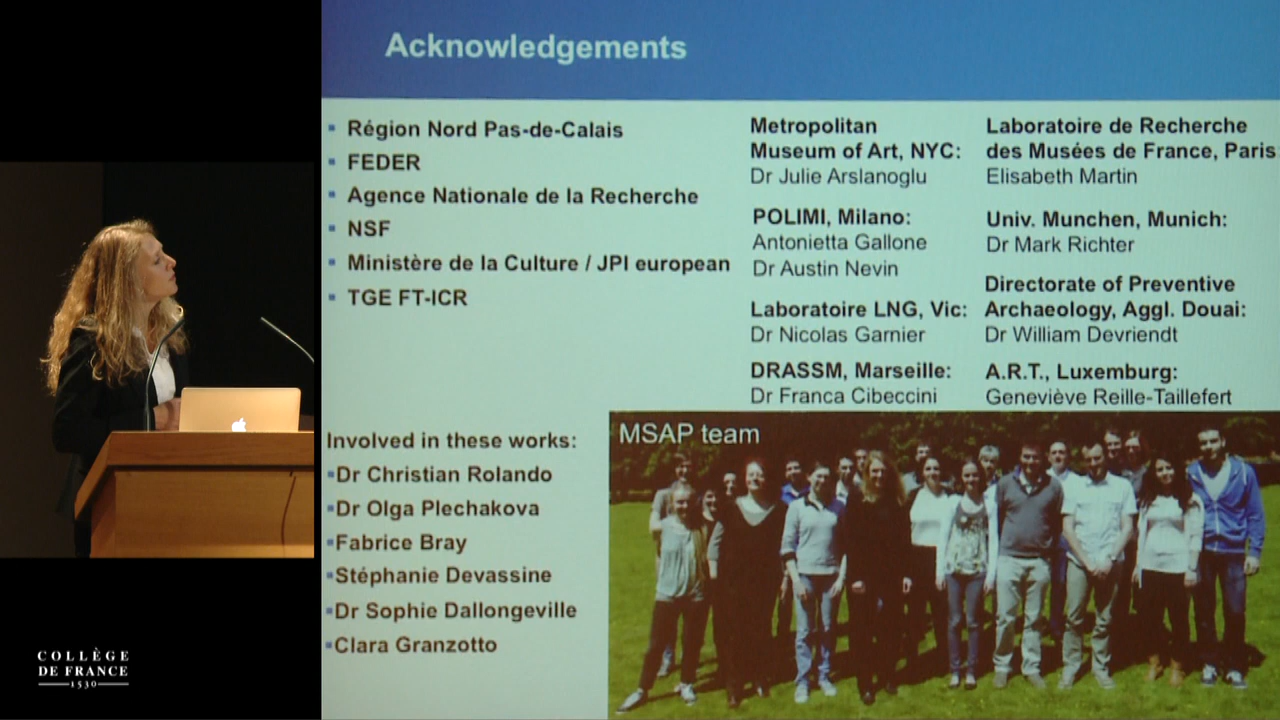 Acknowledgements
Région Nord Pas-de-Calais
FEDER
Agence Nationale de la Recherche
NSF
Ministère de la Culture / JPI european
TGE FT-ICR
Metropolitan
Museum of Art, NYC:
Dr Julie Arslanoglu
POLIMI, Milano:
Antonietta Gallone
Dr Austin Nevin
Laboratoire LNG, Vic:
Dr Nicolas Garnier
DRASSM, Marseille:
Dr Franca Cibeccini
Laboratoire de Recherche
des Musées de France, Paris:
Elisabeth Martin
Univ. Munchen, Munich:
Dr Mark Richter
Directorate of Preventive
Archaeology, Aggl. Douai:
Dr William Devriendt
A.R.T., Luxemburg:
Geneviève Reille-Taillefert
Involved in these works:
Dr Christian Rolando
Dr Olga Plechakova
Fabrice Bray
Stéphanie Devassine
Dr Sophie Dallongeville
Clara Granzotto
MSAP team
COLLÈGE
DE FRANCE
1530